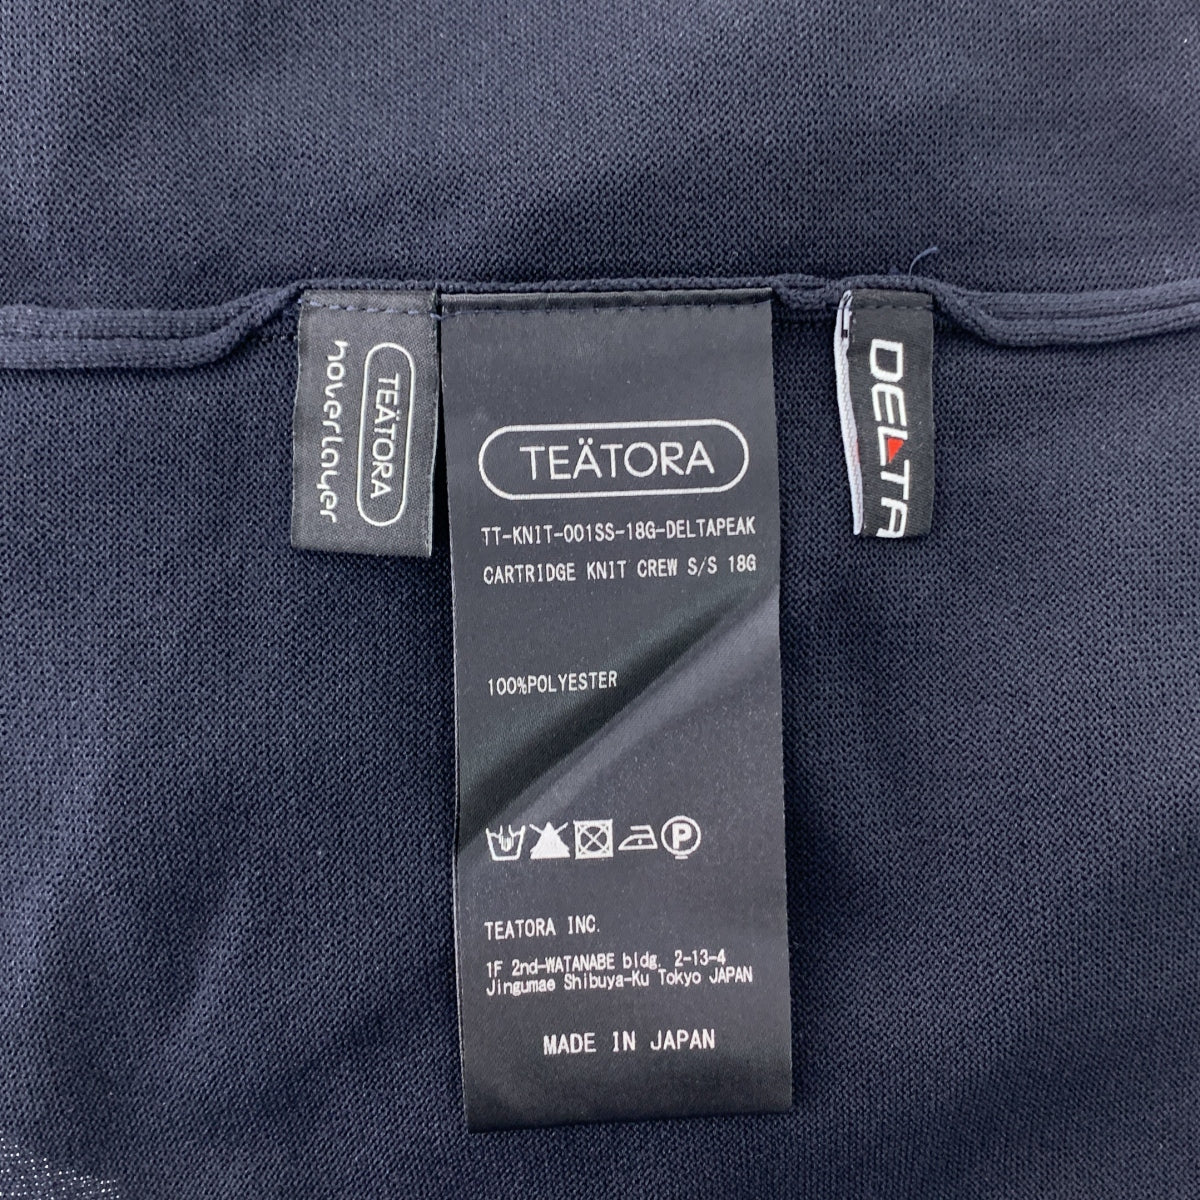 TEÄTORA
hoverlayer
TEÄTORA
TT-KNIT-001SS-18G-DELTAPEAK
CARTRIDGE KNIT CREW S/S 18G
100%POLYESTER
P
TEATORA INC.
1F 2nd-WATANABE bldg. 2-13-4
Jingumae Shibuya-Ku Tokyo JAPAN
MADE IN JAPAN
DELTA